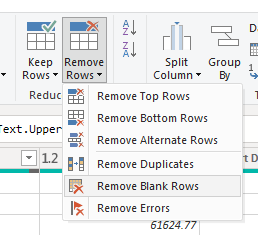 Keep Rows
Remove Rows
A Z
Z A
Split Column
Group By
Reduc
Remove Top Rows
Remove Bottom Rows
Text.Upper
Remove Alternate Rows
1.2
Remove Duplicates
Remove Blank Rows
Remove Errors
61624.77